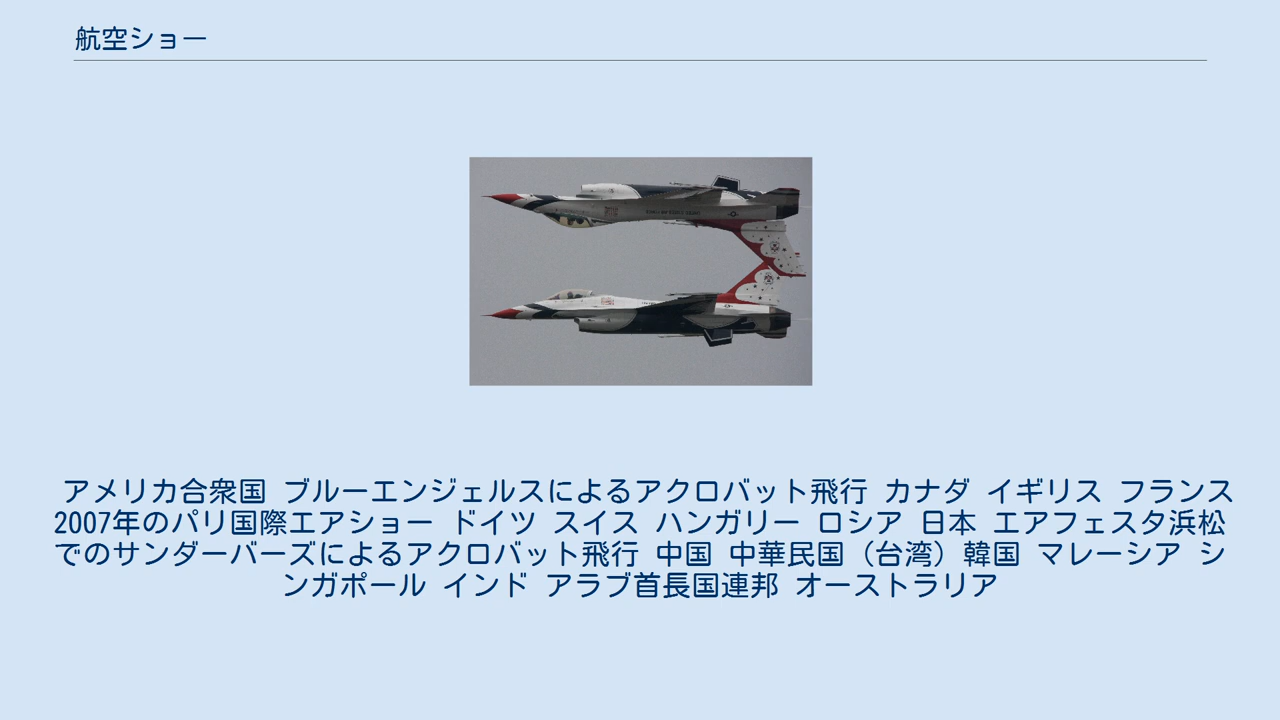 航空ショー
アメリカ合衆国 ブルーエンジェルスによるアクロバット飛行 カナダ イギリス フランス
2007年のパリ国際エアショー ドイツ スイス ハンガリー ロシア 日本 エアフェスタ浜松
でのサンダーバーズによるアクロバット飛行 中国 中華民国（台湾）韓国 マレーシア シ
ンガポール インド アラブ首長国連邦 オーストラリア